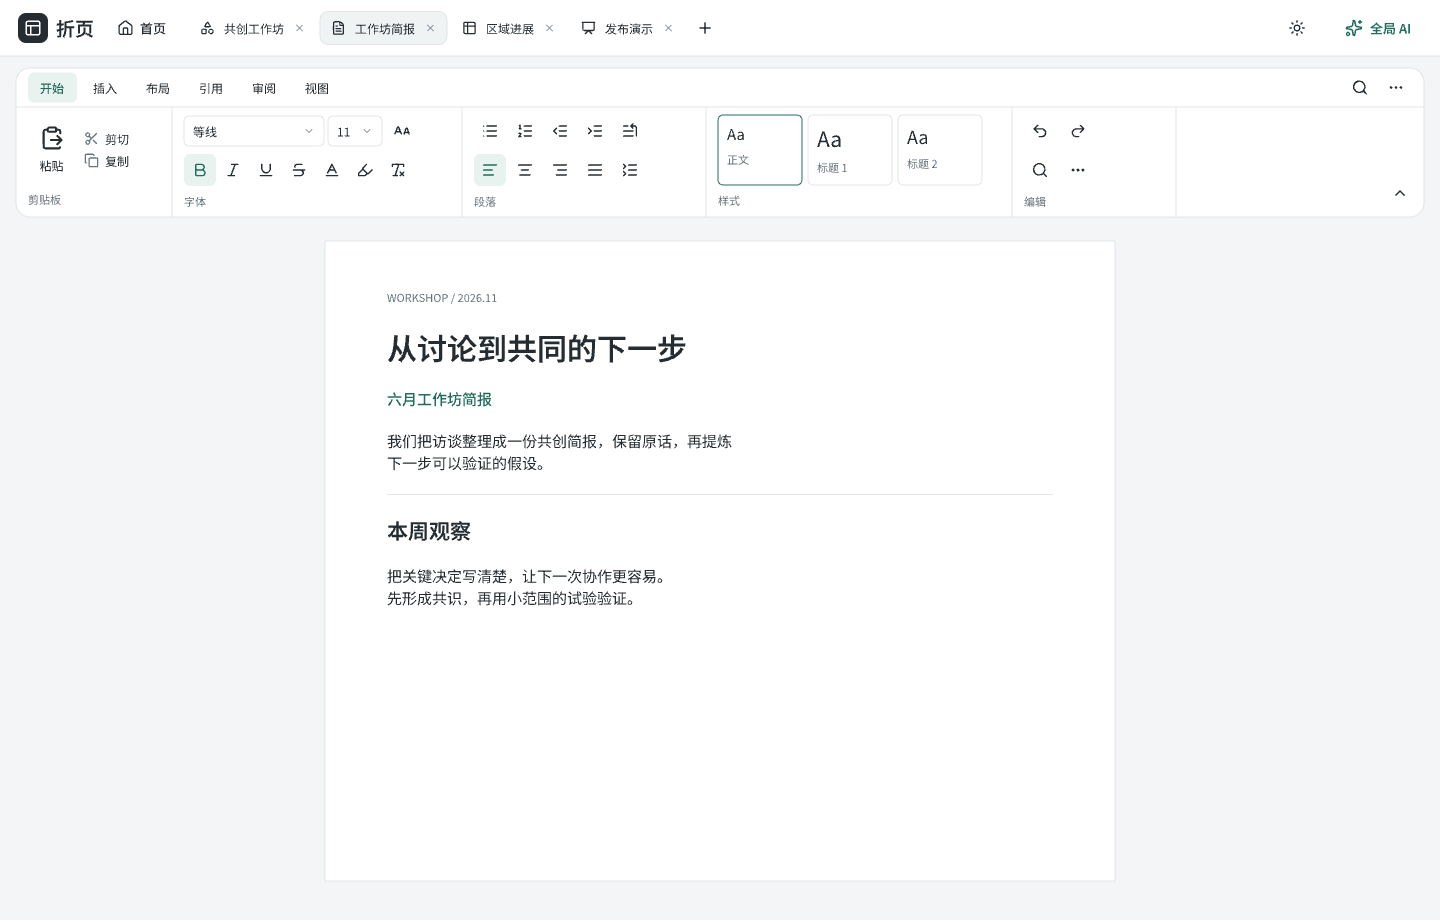 折页
首页
共创工作坊
工作坊简报
区域进展
发布演示
全局 AI
开始
插入
布局
引用
审阅
视图
粘贴
剪切
复制
剪贴板
等线
11
字体
段落
Aa
正文
Aa
标题 1
Aa
标题 2
样式
编辑
WORKSHOP / 2026.11
从讨论到共同的下一步
六月工作坊简报
我们把访谈整理成一份共创简报，保留原话，再提炼
下一步可以验证的假设。
本周观察
把关键决定写清楚，让下一次协作更容易。
先形成共识，再用小范围的试验验证。